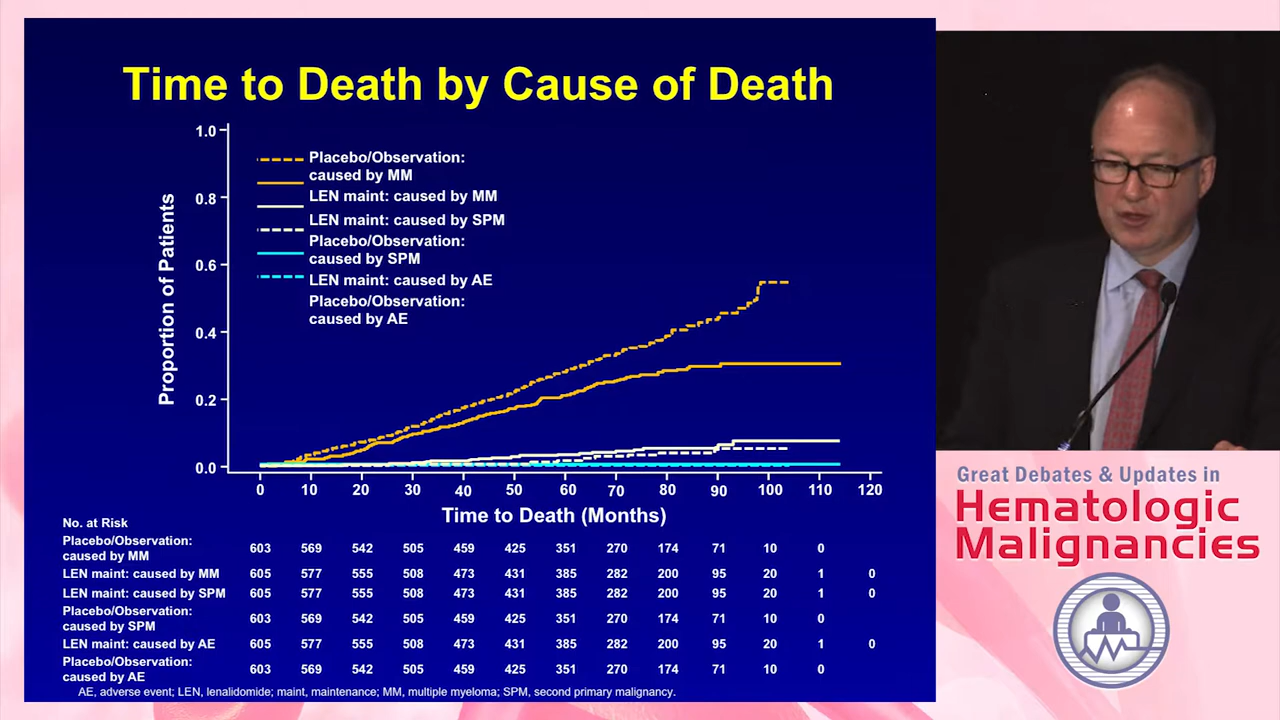 Time to Death by Cause of Death
1.0
0.8
0.6
0.4
0.2
0.0
Proportion of Patients
Placebo/Observation:
caused by MM
LEN maint: caused by MM
LEN maint: caused by SPM
Placebo/Observation:
caused by SPM
LEN maint: caused by AE
Placebo/Observation:
caused by AE
0 10 20 30 40 50 60 70 80 90 100 110 120
Time to Death (Months)
No. at Risk
Placebo/Observation:
caused by MM 603 569 542 505 459 425 351 270 174 71 10 0
LEN maint: caused by MM 605 577 555 508 473 431 385 282 200 95 20 1 0
LEN maint: caused by SPM 605 577 555 508 473 431 385 282 200 95 20 1 0
Placebo/Observation:
caused by SPM 603 569 542 505 459 425 351 270 174 71 10 0
LEN maint: caused by AE 605 577 555 508 473 431 385 282 200 95 20 1 0
Placebo/Observation:
caused by AE 603 569 542 505 459 425 351 270 174 71 10 0
AE, adverse event; LEN, lenalidomide; maint, maintenance; MM, multiple myeloma; SPM, second primary malignancy.
Great Debates & Updates in
Hematologic
Malignancies